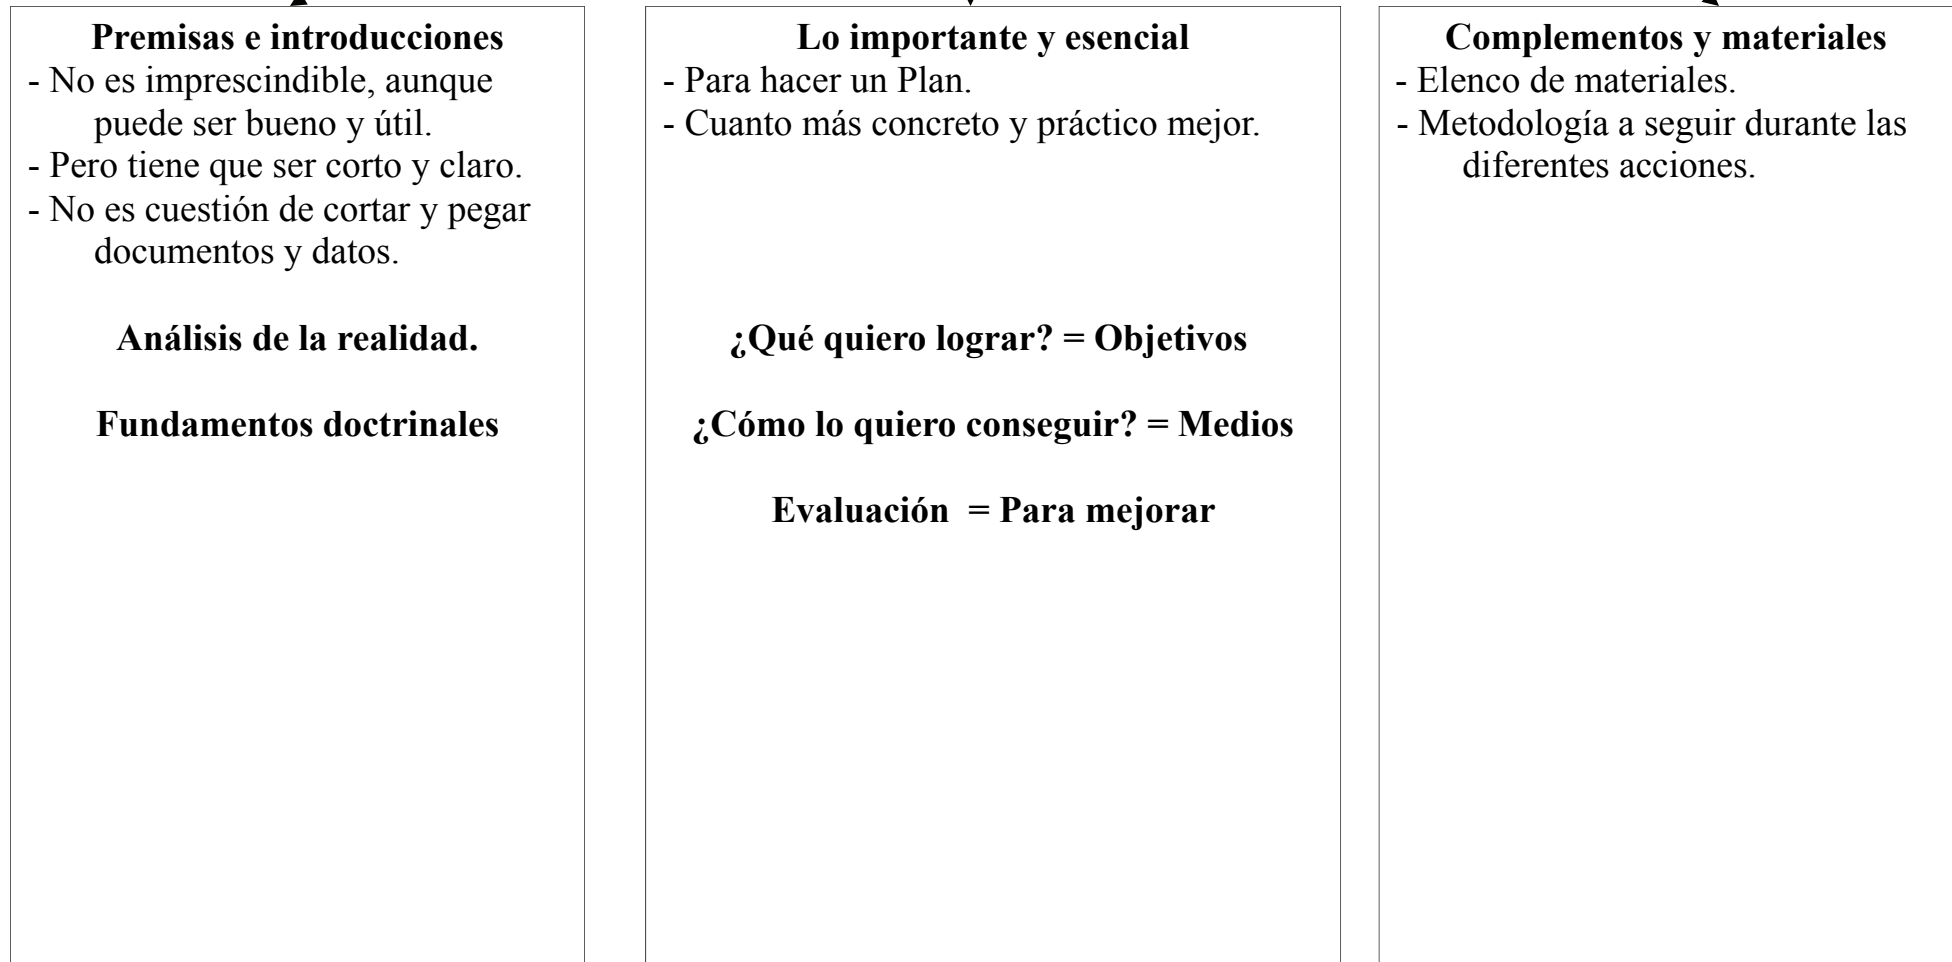 Premisas e introducciones
- No es imprescindible, aunque
puede ser bueno y útil.
- Pero tiene que ser corto y claro.
- No es cuestión de cortar y pegar
documentos y datos.
Análisis de la realidad.
Fundamentos doctrinales
Lo importante y esencial
- Para hacer un Plan.
- Cuanto más concreto y práctico mejor.
¿Qué quiero lograr? = Objetivos
¿Cómo lo quiero conseguir? = Medios
Evaluación  = Para mejorar
Complementos y materiales
- Elenco de materiales.
- Metodología a seguir durante las
diferentes acciones.